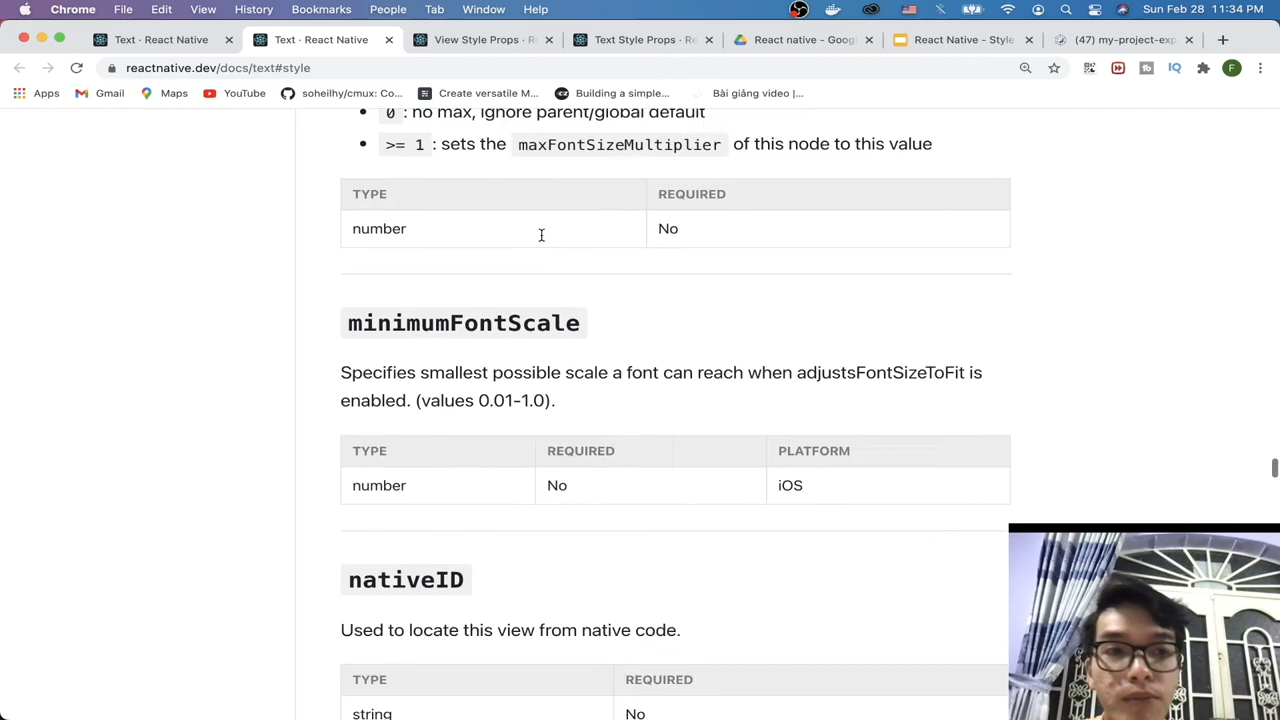 Chrome File Edit View History Bookmarks People Tab Window Help Sun Feb 28 11:34 PM
Text · React Native Text · React Native View Style Props · R Text Style Props · Re React native - Goog React Native - Style (47) my-project-exp
reactnative.dev/docs/text#style
Apps Gmail Maps YouTube soheilhy/cmux: Co... Create versatile M... Building a simple... Bài giảng video |...
0 : no max, ignore parent/global default
>= 1 : sets the maxFontSizeMultiplier of this node to this value
TYPE REQUIRED
number No
minimumFontScale
Specifies smallest possible scale a font can reach when adjustsFontSizeToFit is
enabled. (values 0.01-1.0).
TYPE REQUIRED PLATFORM
number No iOS
nativeID
Used to locate this view from native code.
TYPE REQUIRED
string No